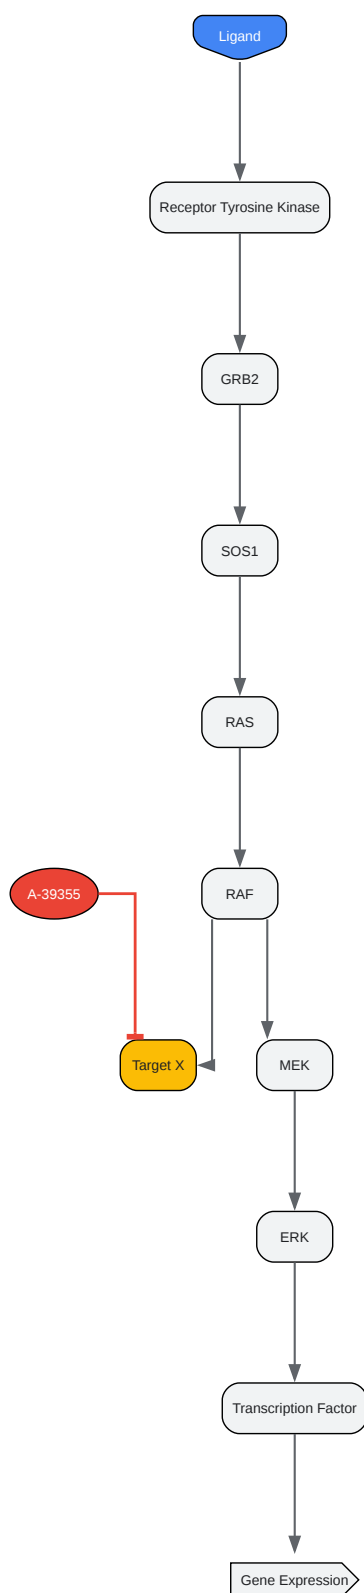 Ligand
Receptor Tyrosine Kinase
GRB2
SOS1
RAS
A-39355
RAF
Target X
MEK
ERK
Transcription Factor
Gene Expression